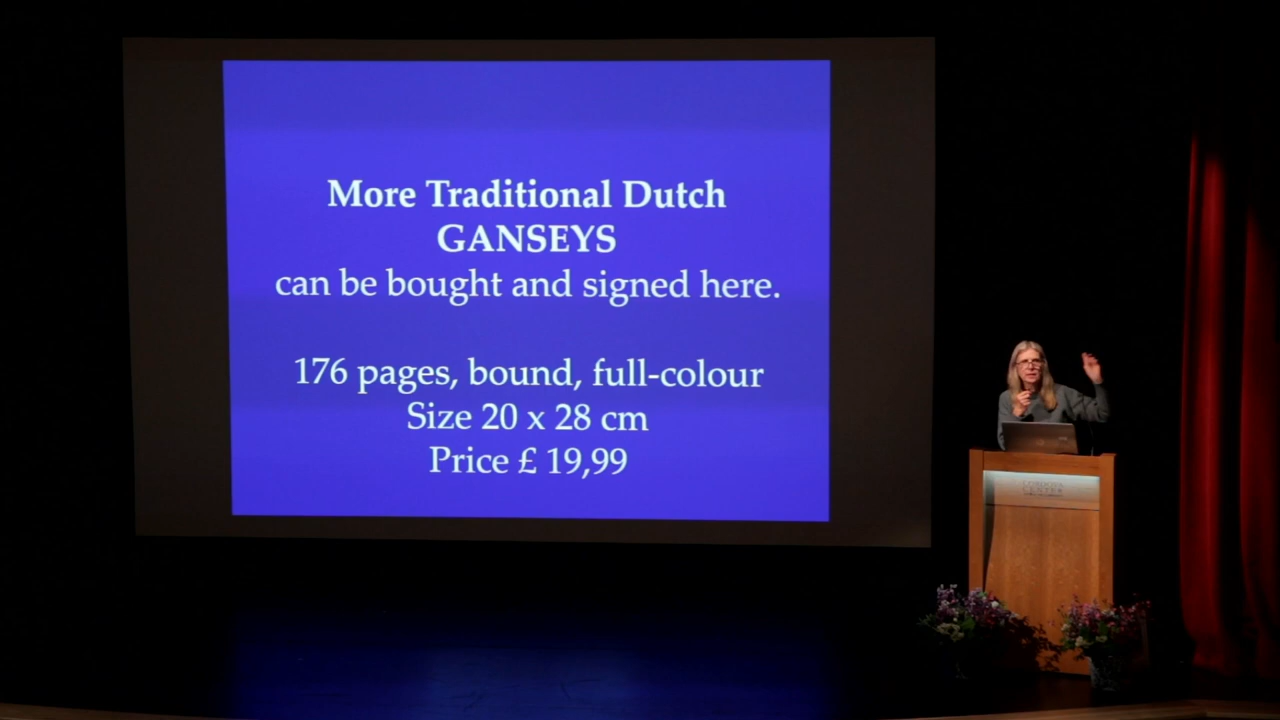 More Traditional Dutch
GANSEYS
can be bought and signed here.
176 pages, bound, full-colour
Size 20 x 28 cm
Price £ 19,99
CENTER